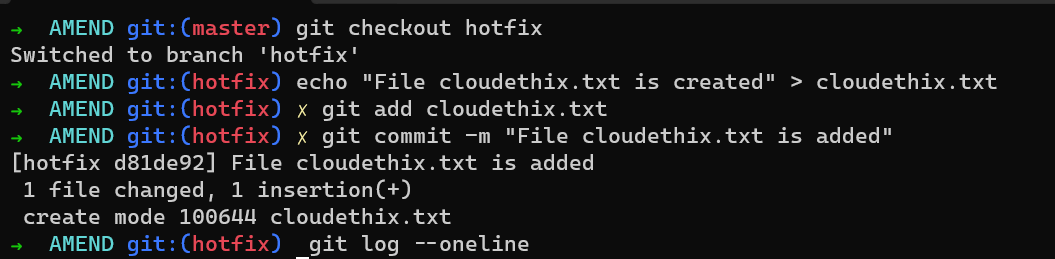 → AMEND git:(master) git checkout hotfix
Switched to branch 'hotfix'
→ AMEND git:(hotfix) echo "File cloudethix.txt is created" > cloudethix.txt
→ AMEND git:(hotfix) ✗ git add cloudethix.txt
→ AMEND git:(hotfix) ✗ git commit -m "File cloudethix.txt is added"
[hotfix d81de92] File cloudethix.txt is added
 1 file changed, 1 insertion(+)
 create mode 100644 cloudethix.txt
→ AMEND git:(hotfix) _git log --oneline